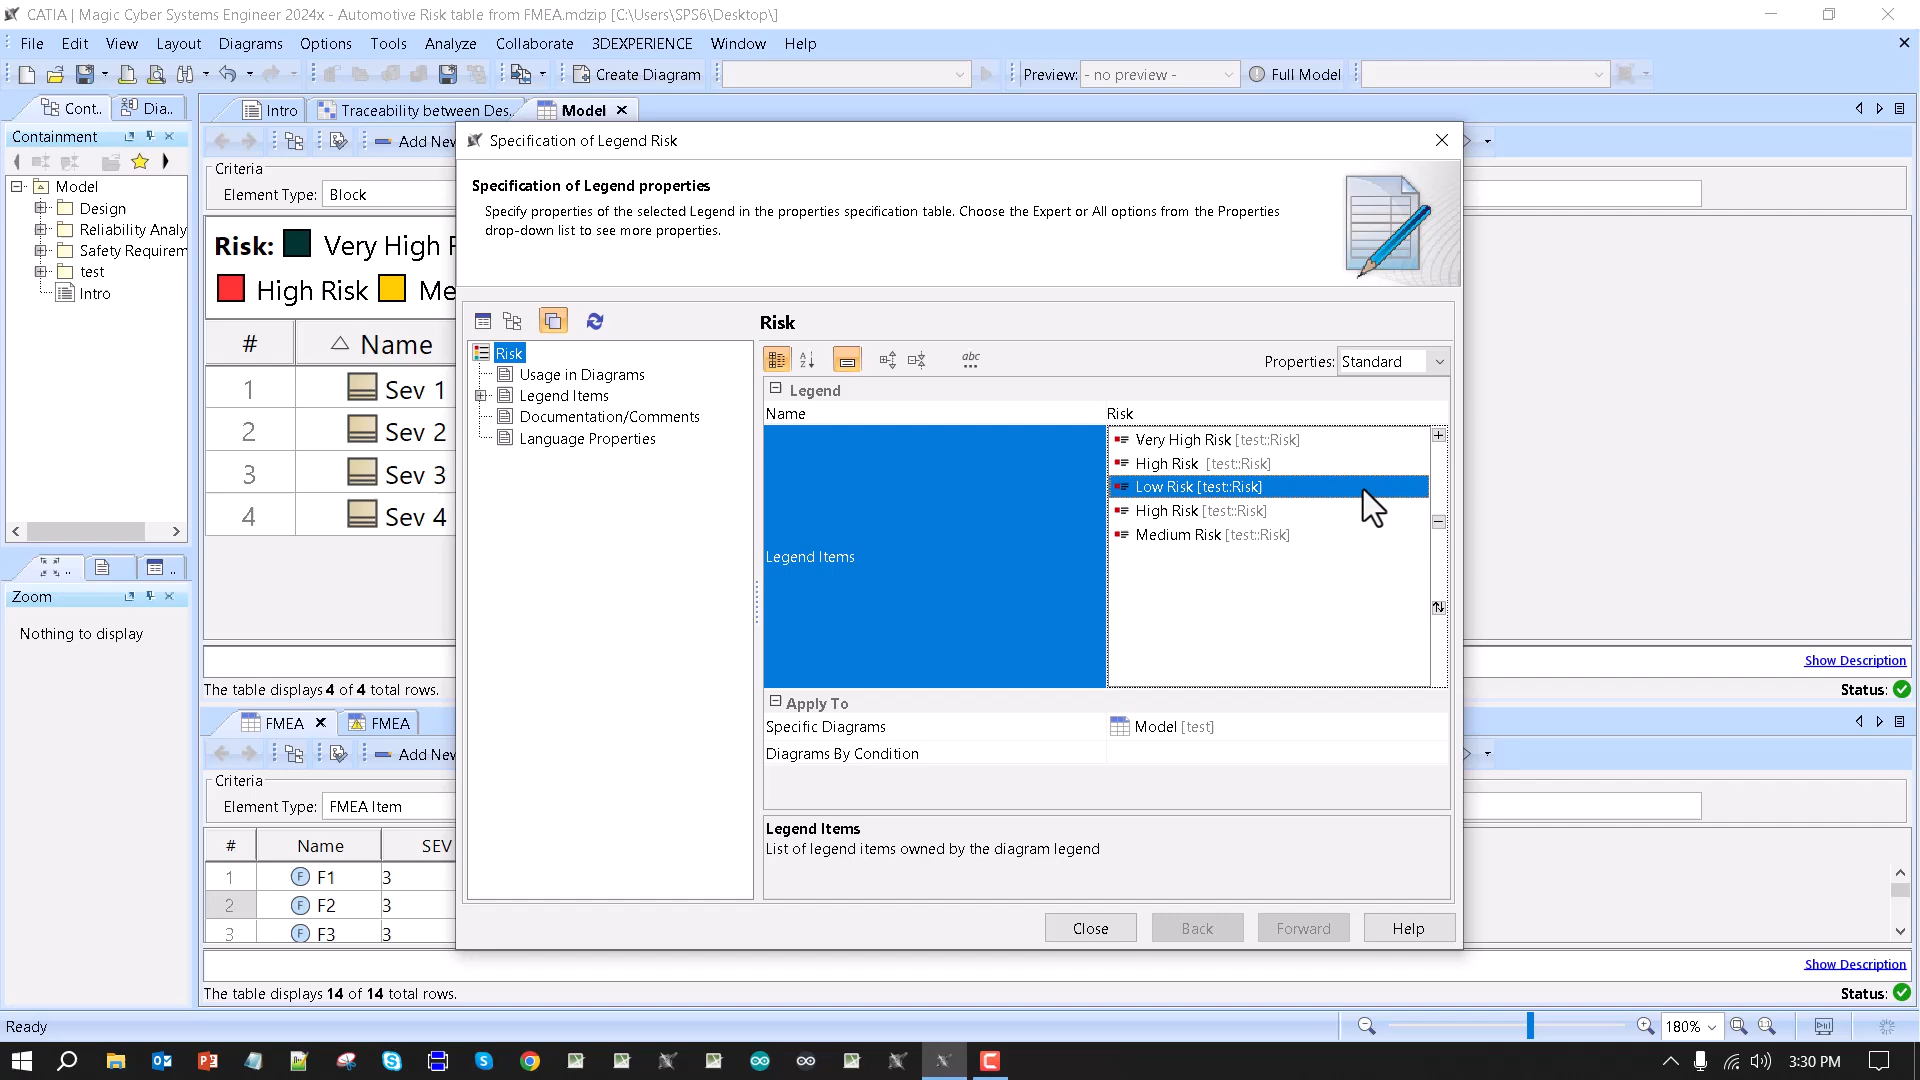 CATIA | Magic Cyber Systems Engineer 2024x - Automotive Risk table from FMEA.mdzip [C:\Users\SPS6\Desktop\]
File Edit View Layout Diagrams Options Tools Analyze Collaborate 3DEXPERIENCE Window Help
Create Diagram Preview: - no preview - Full Model
Cont.. Dia.. Intro Traceability between Des.. Model
Containment
Model
Design
Reliability Analy
Safety Requirem
test
Intro
Zoom
Nothing to display
Add New
Criteria
Element Type: Block
Risk: Very High R
High Risk Me
# Name
1 Sev 1
2 Sev 2
3 Sev 3
4 Sev 4
Show Description
The table displays 4 of 4 total rows. Status:
FMEA FMEA
Add New
Criteria
Element Type: FMEA Item
# Name SEV
1 F F1 3
2 F F2 3
3 F F3 3
Show Description
The table displays 14 of 14 total rows. Status:
Specification of Legend Risk
Specification of Legend properties
Specify properties of the selected Legend in the properties specification table. Choose the Expert or All options from the Properties
drop-down list to see more properties.
Risk
Usage in Diagrams
Legend Items
Documentation/Comments
Language Properties
Risk
abc Properties: Standard
Legend
Name Risk
Legend Items
Very High Risk [test::Risk]
High Risk [test::Risk]
Low Risk [test::Risk]
High Risk [test::Risk]
Medium Risk [test::Risk]
Apply To
Specific Diagrams Model [test]
Diagrams By Condition
Legend Items
List of legend items owned by the diagram legend
Close Back Forward Help
Ready 180%
3:30 PM